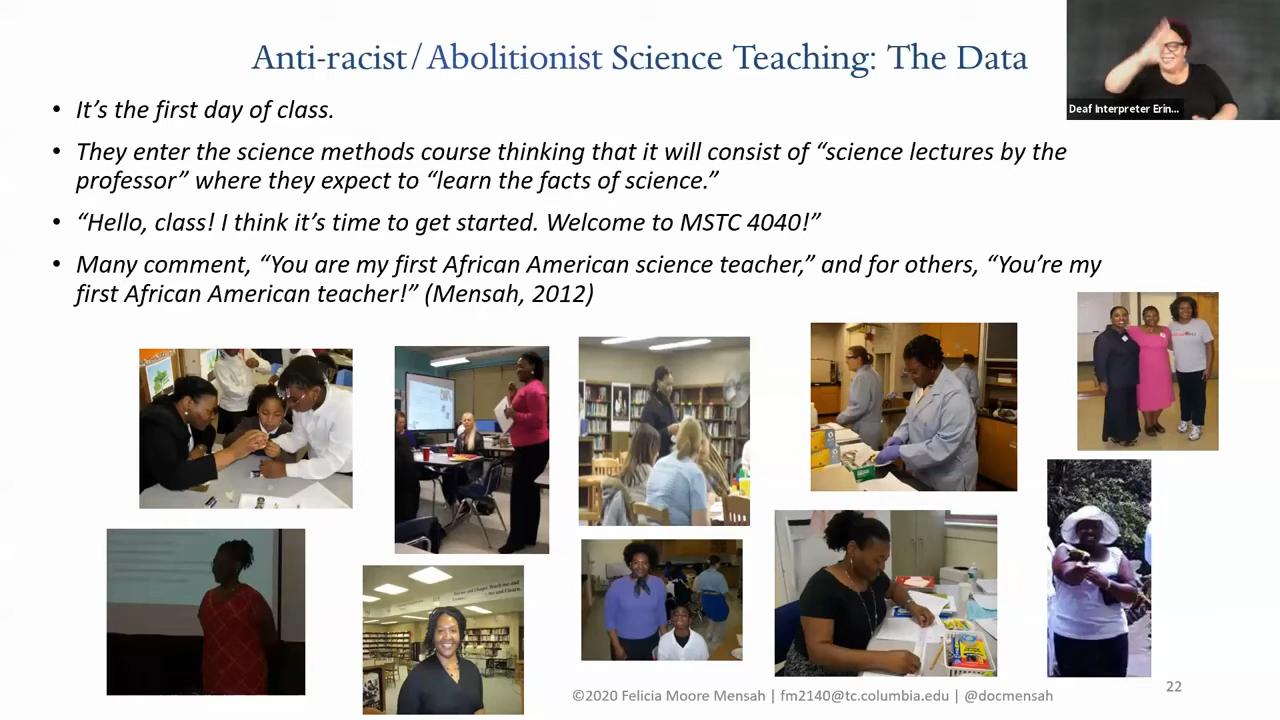 Anti-racist/Abolitionist Science Teaching: The Data
Deaf Interpreter Erin...
• It's the first day of class.
• They enter the science methods course thinking that it will consist of “science lectures by the
professor” where they expect to “learn the facts of science.”
• “Hello, class! I think it's time to get started. Welcome to MSTC 4040!”
• Many comment, “You are my first African American science teacher,” and for others, “You're my
first African American teacher!” (Mensah, 2012)
©2020 Felicia Moore Mensah | fm2140@tc.columbia.edu | @docmensah
22